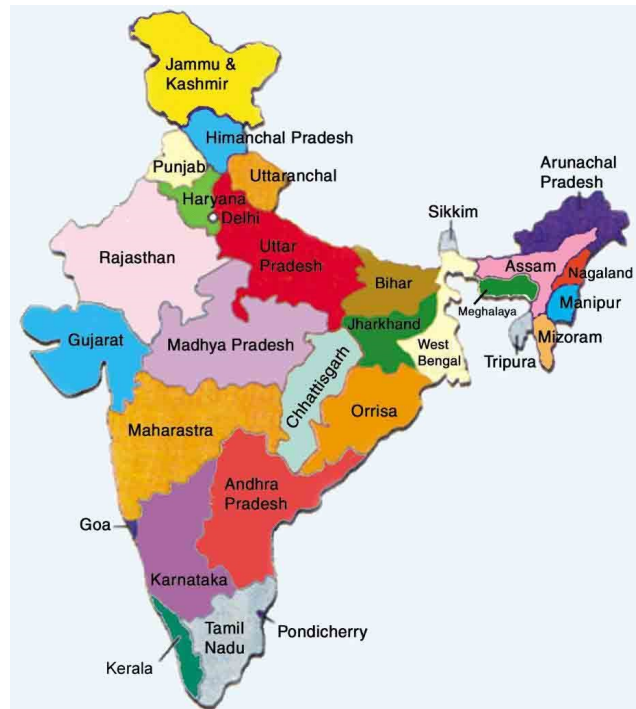 Jammu &
Kashmir
Himanchal Pradesh
Punjab
Uttaranchal
Arunachal
Pradesh
Haryana
Delhi
Sikkim
Rajasthan
Uttar
Pradesh
Assam
Nagaland
Bihar
Meghalaya
Manipur
Gujarat
Madhya Pradesh
Jharkhand
West
Bengal
Tripura
Mizoram
Chhattisgarh
Orrisa
Maharastra
Andhra
Pradesh
Goa
Karnataka
Tamil
Nadu
Pondicherry
Kerala